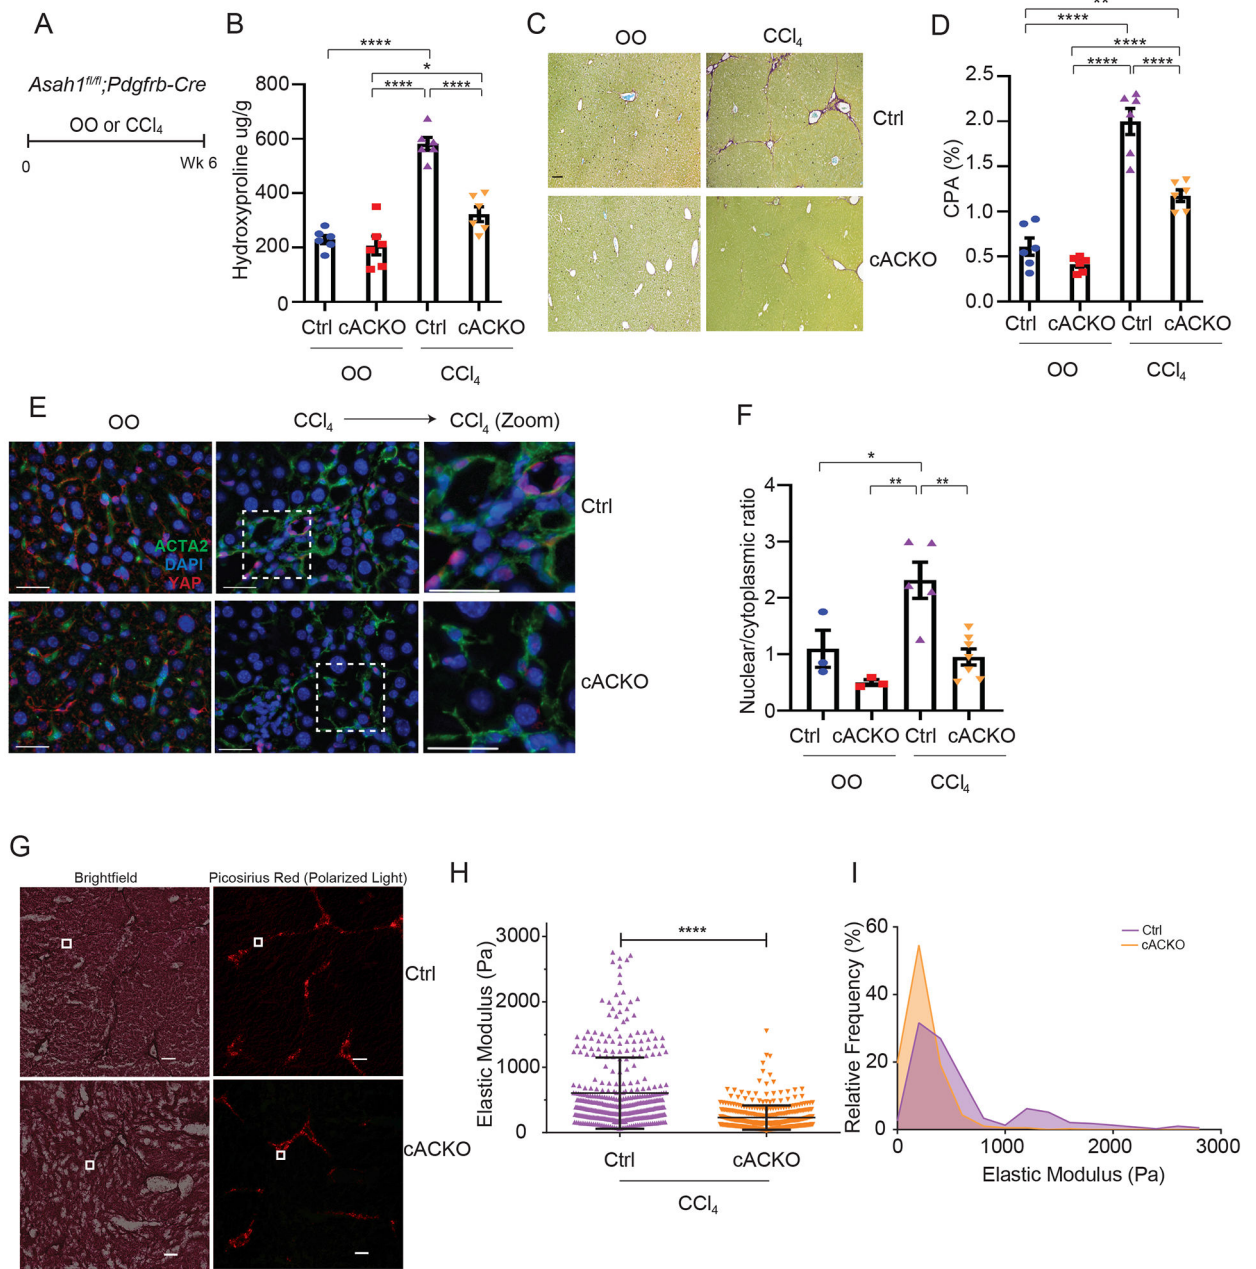 A
Asah1fl/fl;Pdgfrb-Cre
OO or CCl4
0
Wk 6
B
****
*
****
****
Hydroxyproline ug/g
800
600
400
200
0
Ctrl cACKO Ctrl cACKO
OO
CCl4
C
OO
CCl4
Ctrl
cACKO
D
**
****
****
****
****
CPA (%)
2.5
2.0
1.5
1.0
0.5
0.0
Ctrl cACKO Ctrl cACKO
OO
CCl4
E
OO
CCl4
CCl4 (Zoom)
ACTA2
DAPI
YAP
Ctrl
cACKO
F
*
**
**
Nuclear/cytoplasmic ratio
4
3
2
1
0
Ctrl cACKO Ctrl cACKO
OO
CCl4
G
Brightfield
Picosirius Red (Polarized Light)
Ctrl
cACKO
H
****
Elastic Modulus (Pa)
3000
2000
1000
0
Ctrl
cACKO
CCl4
I
Ctrl
cACKO
Relative Frequency (%)
60
40
20
0
0
1000
2000
3000
Elastic Modulus (Pa)